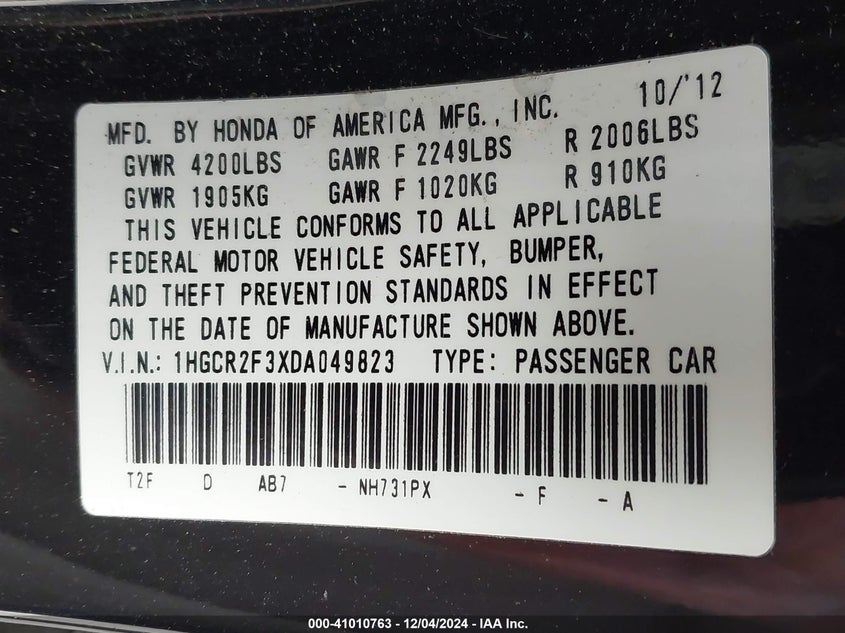 10/'12
MFD. BY HONDA OF AMERICA MFG., INC.
GVWR 4200LBS GAWR F 2249LBS R 2006LBS
GVWR 1905KG GAWR F 1020KG R 910KG
THIS VEHICLE CONFORMS TO ALL APPLICABLE
FEDERAL MOTOR VEHICLE SAFETY, BUMPER,
AND THEFT PREVENTION STANDARDS IN EFFECT
ON THE DATE OF MANUFACTURE SHOWN ABOVE.
V.I.N.: 1HGCR2F3XDA049823 TYPE: PASSENGER CAR
T2F D AB7 - NH731PX - F - A
000-41010763 - 12/04/2024 - IAA Inc.